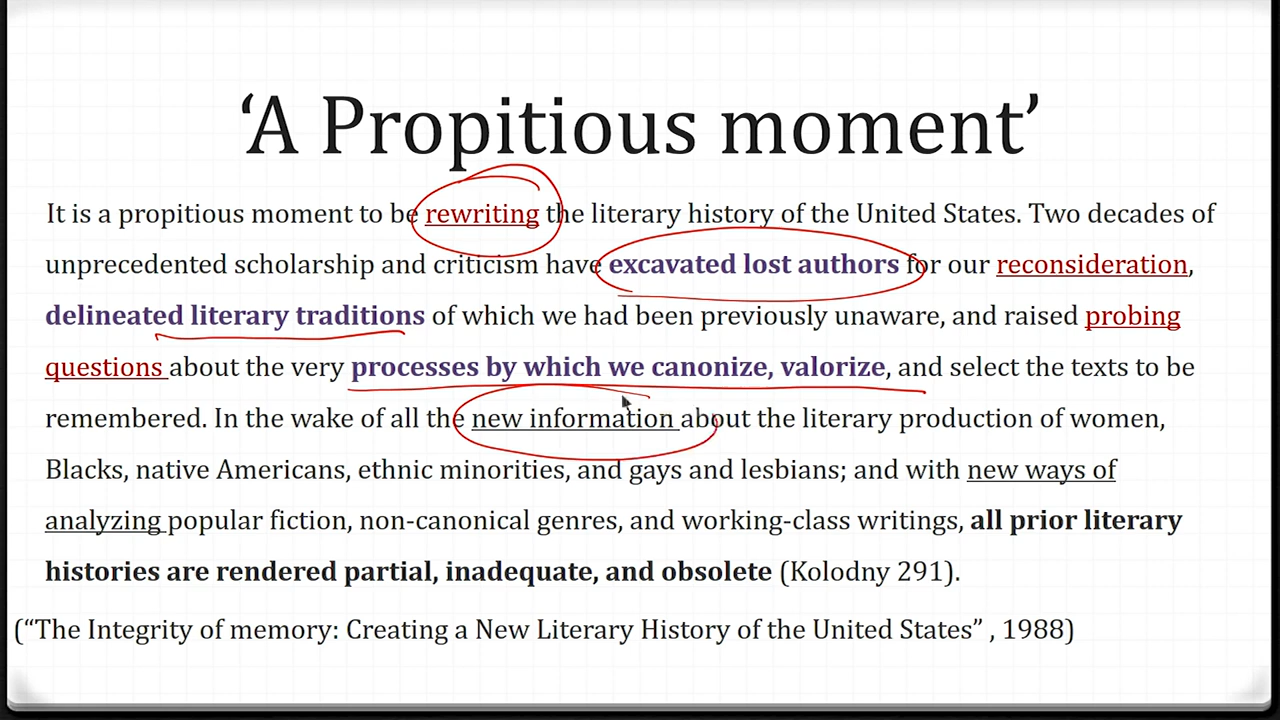 ‘A Propitious moment’
It is a propitious moment to be rewriting the literary history of the United States. Two decades of
unprecedented scholarship and criticism have excavated lost authors for our reconsideration,
delineated literary traditions of which we had been previously unaware, and raised probing
questions about the very processes by which we canonize, valorize, and select the texts to be
remembered. In the wake of all the new information about the literary production of women,
Blacks, native Americans, ethnic minorities, and gays and lesbians; and with new ways of
analyzing popular fiction, non-canonical genres, and working-class writings, all prior literary
histories are rendered partial, inadequate, and obsolete (Kolodny 291).
(“The Integrity of memory: Creating a New Literary History of the United States” , 1988)